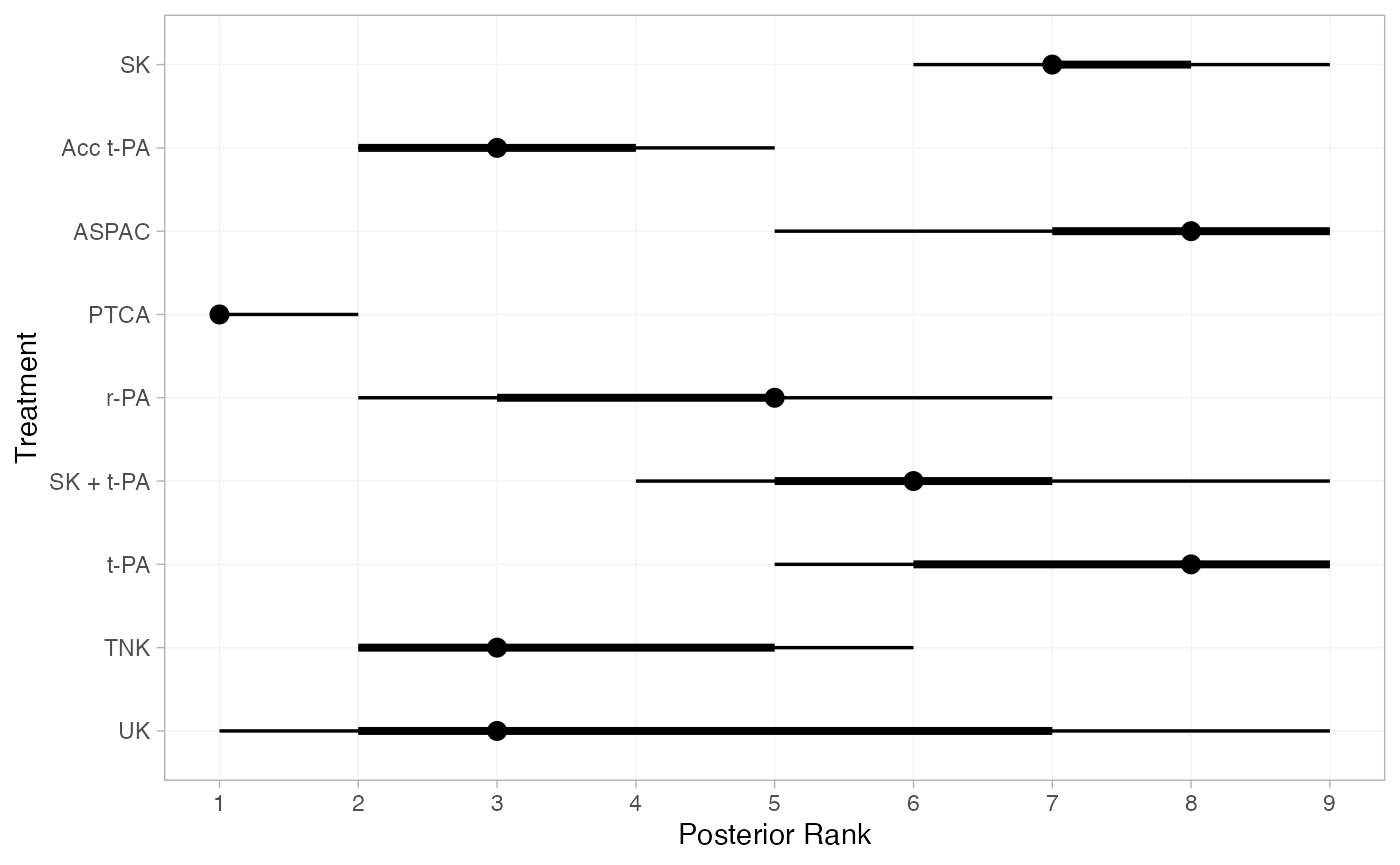 SK
Acc t-PA
ASPAC
PTCA
r-PA
SK + t-PA
t-PA
TNK
UK
Treatment
1 2 3 4 5 6 7 8 9
Posterior Rank